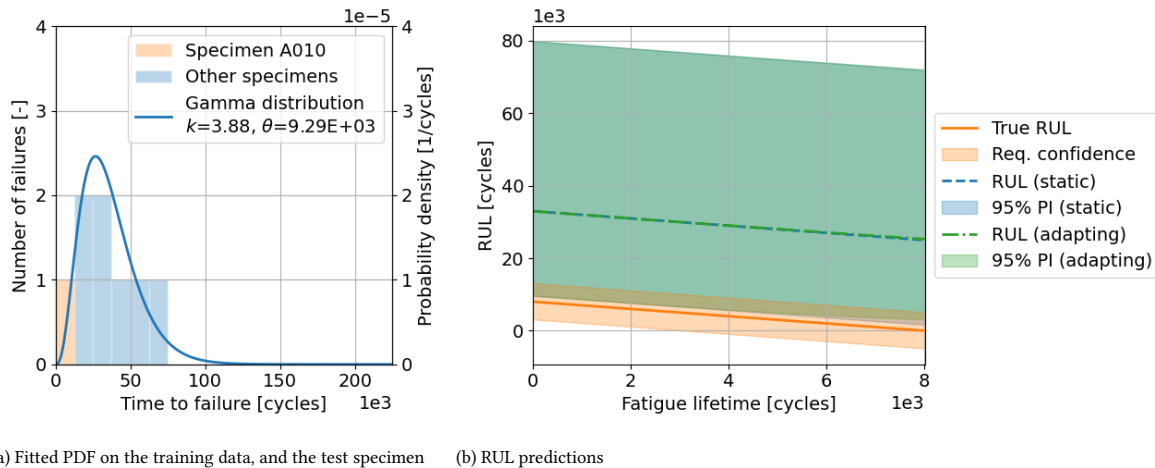 1e−5
4
3
2
1
0
Number of failures [-]
Specimen A010
Other specimens
Gamma distribution
k=3.88, θ=9.29E+03
4
3
2
1
0
Probability density [1/cycles]
0 50 100 150 200
Time to failure [cycles] 1e3
1e3
80
60
40
20
0
RUL [cycles]
0 2 4 6 8
Fatigue lifetime [cycles] 1e3
True RUL
Req. confidence
RUL (static)
95% PI (static)
RUL (adapting)
95% PI (adapting)
) Fitted PDF on the training data, and the test specimen
(b) RUL predictions